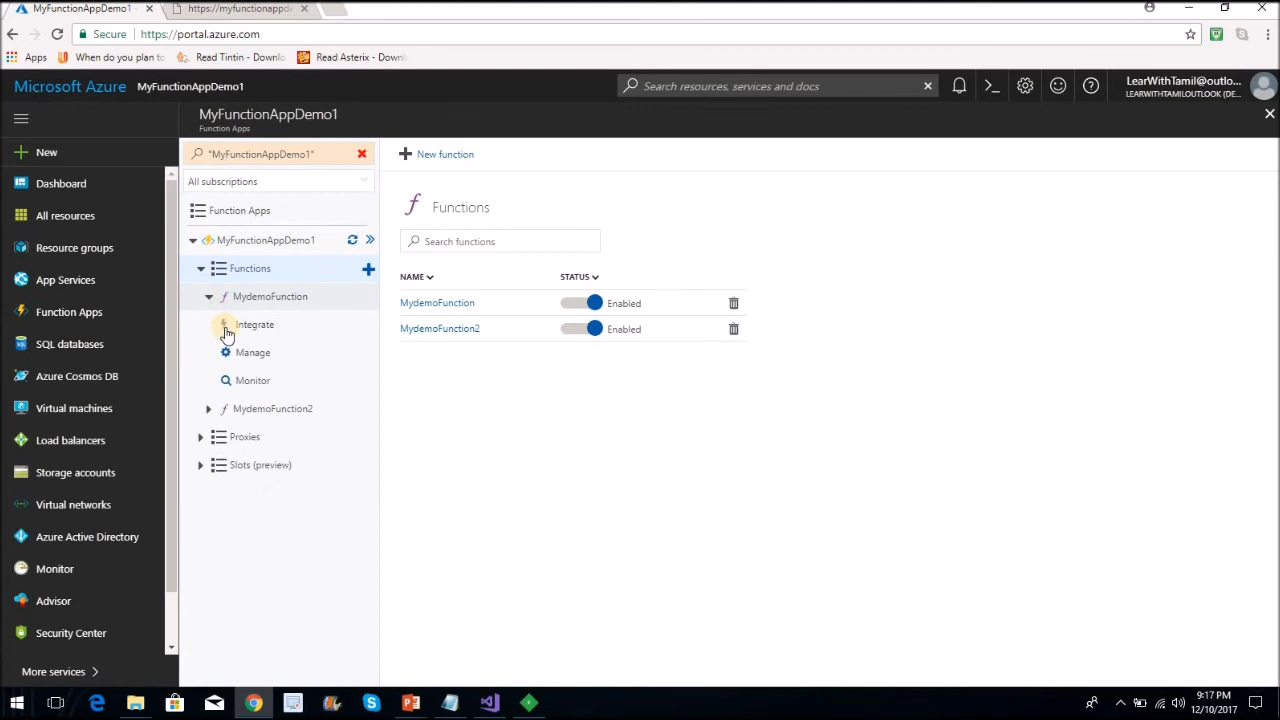 MyFunctionAppDemo1 -
https://myfunctionappde
Secure
https://portal.azure.com
Apps
When do you plan to
Read Tintin - Downlo
Read Asterix - Down
Microsoft Azure
MyFunctionAppDemo1
Search resources, services and docs
LearWithTamil@outlo...
LEARWITHTAMILOUTLOOK (DE...
MyFunctionAppDemo1
Function Apps
New
Dashboard
All resources
Resource groups
App Services
Function Apps
SQL databases
Azure Cosmos DB
Virtual machines
Load balancers
Storage accounts
Virtual networks
Azure Active Directory
Monitor
Advisor
Security Center
More services
"MyFunctionAppDemo1"
All subscriptions
Function Apps
MyFunctionAppDemo1
Functions
MydemoFunction
Integrate
Manage
Monitor
MydemoFunction2
Proxies
Slots (preview)
New function
Functions
Search functions
NAME
STATUS
MydemoFunction
Enabled
MydemoFunction2
Enabled
9:17 PM
12/10/2017